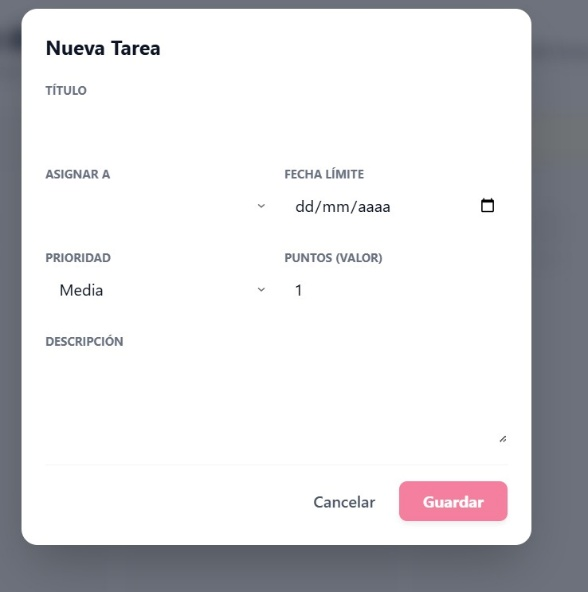 Nueva Tarea
TÍTULO
ASIGNAR A
FECHA LÍMITE
dd/mm/aaaa
PRIORIDAD
PUNTOS (VALOR)
Media
1
DESCRIPCIÓN
Cancelar
Guardar